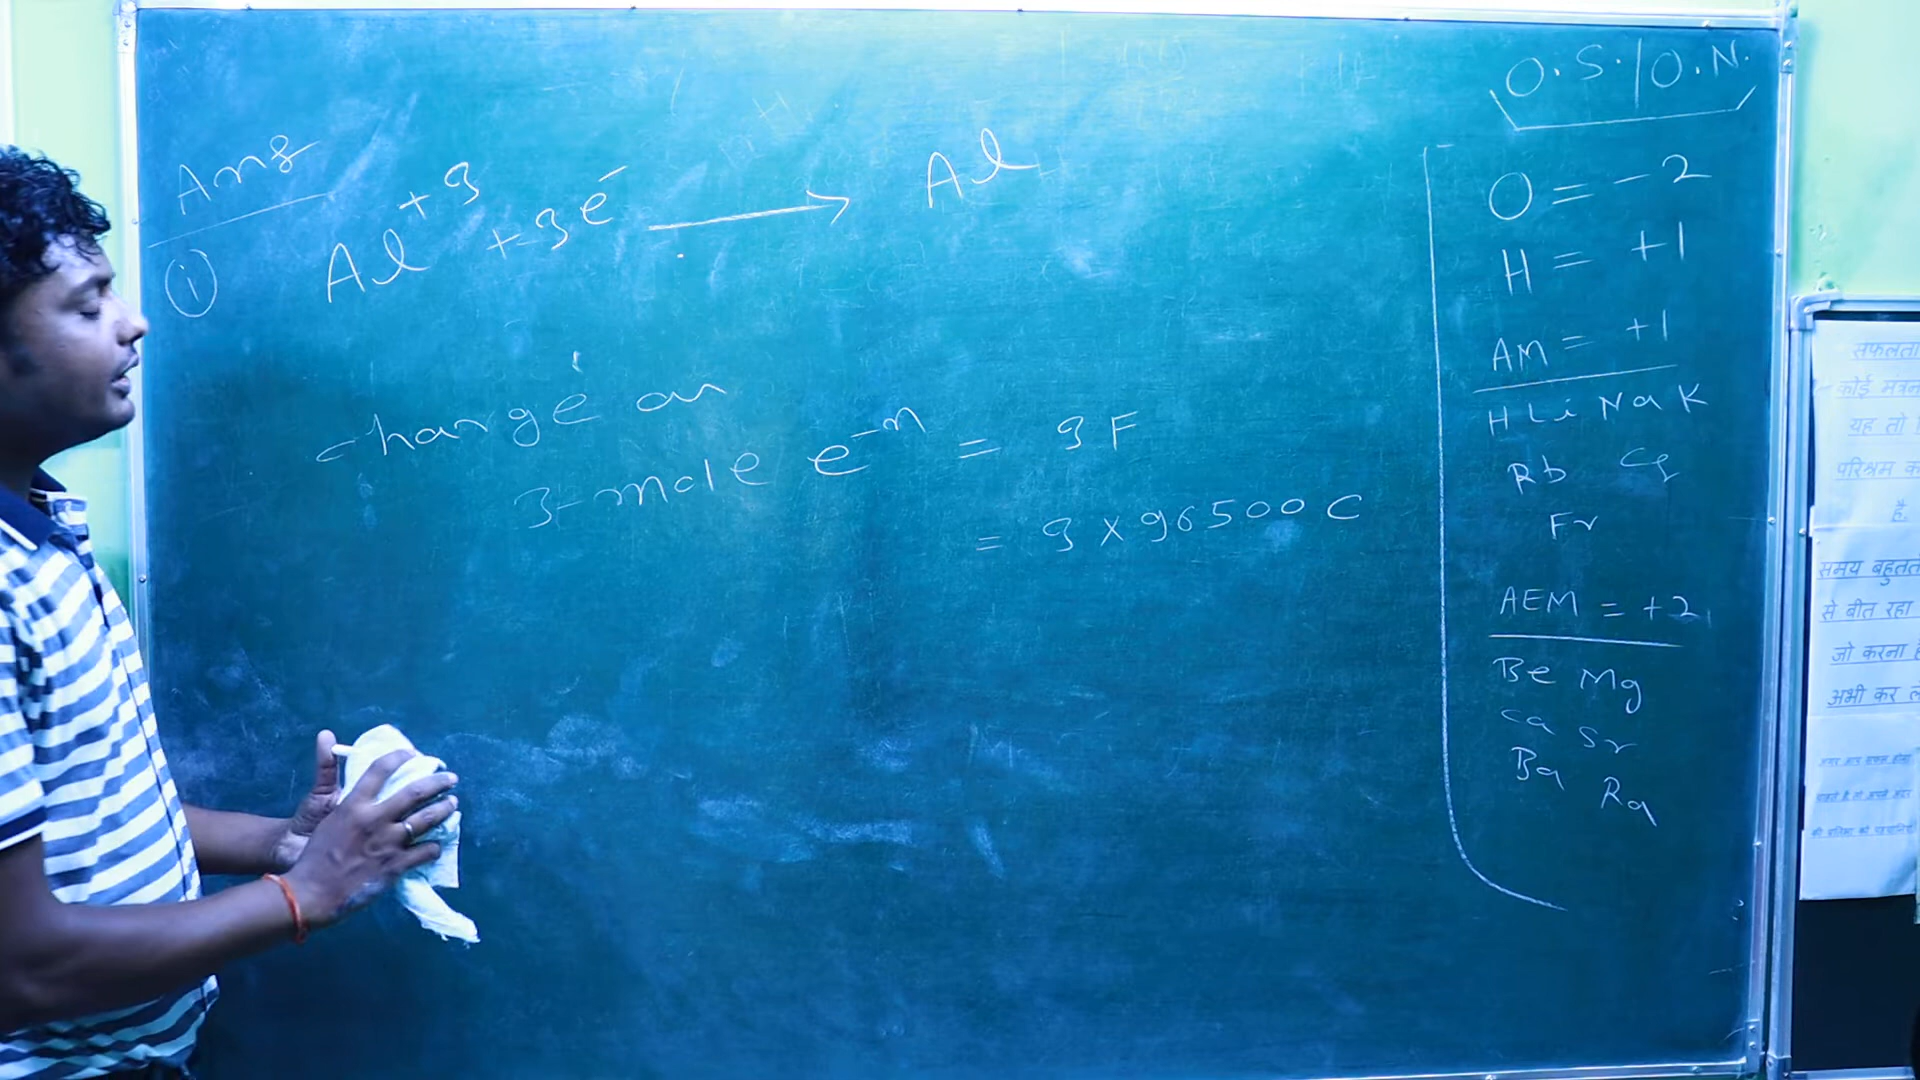 Ans
(i) Al+3 + 3e- → Al
charge on
3-mole e-n = 3F
= 3 x 96500 C
O.S./O.N.
O = -2
H = +1
AM = +1
H Li Na K
Rb Cs
Fr
AEM = +2
Be Mg
Ca Sr
Ba Ra
सफलता
कोई मंत्र
यह तो
परिश्रम क
है.
समय बहुत
से बीत रहा
जो करना
अभी कर